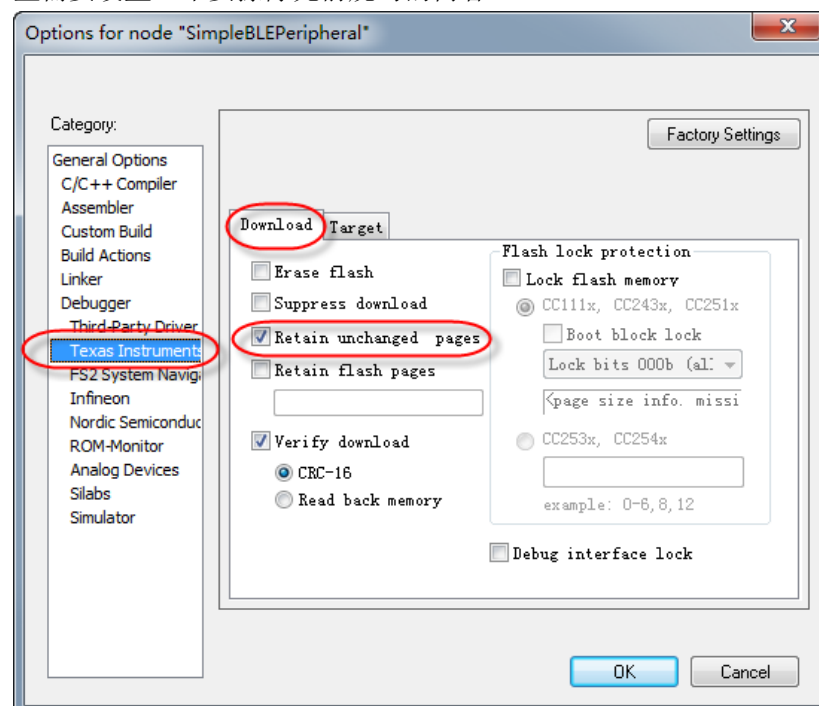 Options for node "SimpleBLEPeripheral"
Category:
Factory Settings
General Options
C/C++ Compiler
Assembler
Custom Build
Build Actions
Linker
Debugger
Third-Party Driver
Texas Instruments
FS2 System Navig
Infineon
Nordic Semiconduc
ROM-Monitor
Analog Devices
Silabs
Simulator
Download Target
Erase flash
Suppress download
Retain unchanged pages
Retain flash pages
Verify download
CRC-16
Read back memory
Flash lock protection
Lock flash memory
CC111x, CC243x, CC251x
Boot block lock
Lock bits 000b (al
<page size info. missi
CC253x, CC254x
example: 0-6,8,12
Debug interface lock
OK Cancel